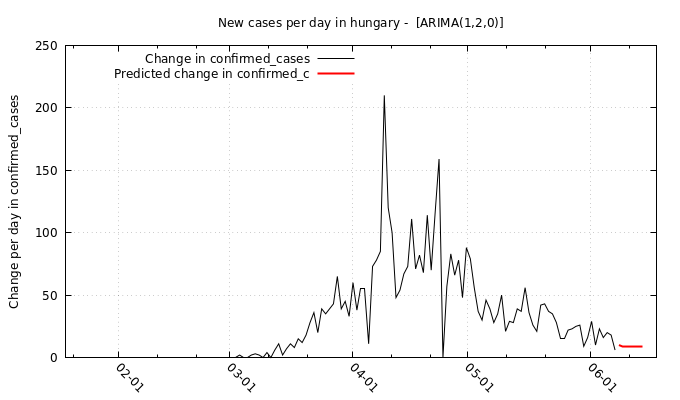 New cases per day in hungary -  [ARIMA(1,2,0)]
Change in confirmed_cases
Predicted change in confirmed_c
Change per day in confirmed_cases
250
200
150
100
50
0
02-01
03-01
04-01
05-01
06-01